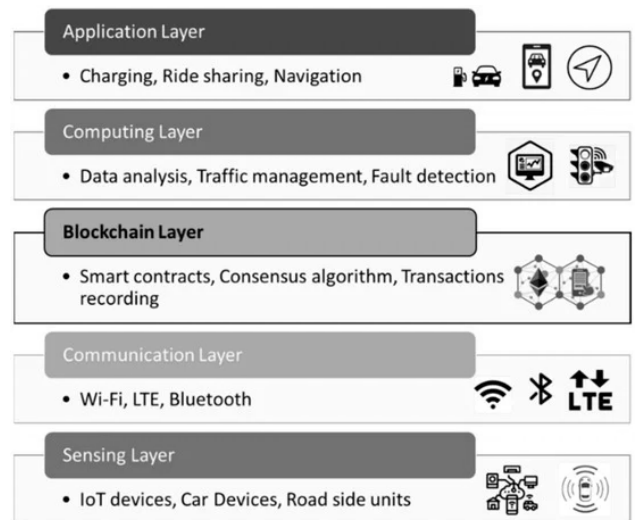 Application Layer
• Charging, Ride sharing, Navigation
Computing Layer
• Data analysis, Traffic management, Fault detection
Blockchain Layer
• Smart contracts, Consensus algorithm, Transactions
recording
Communication Layer
• Wi-Fi, LTE, Bluetooth
LTE
Sensing Layer
• IoT devices, Car Devices, Road side units